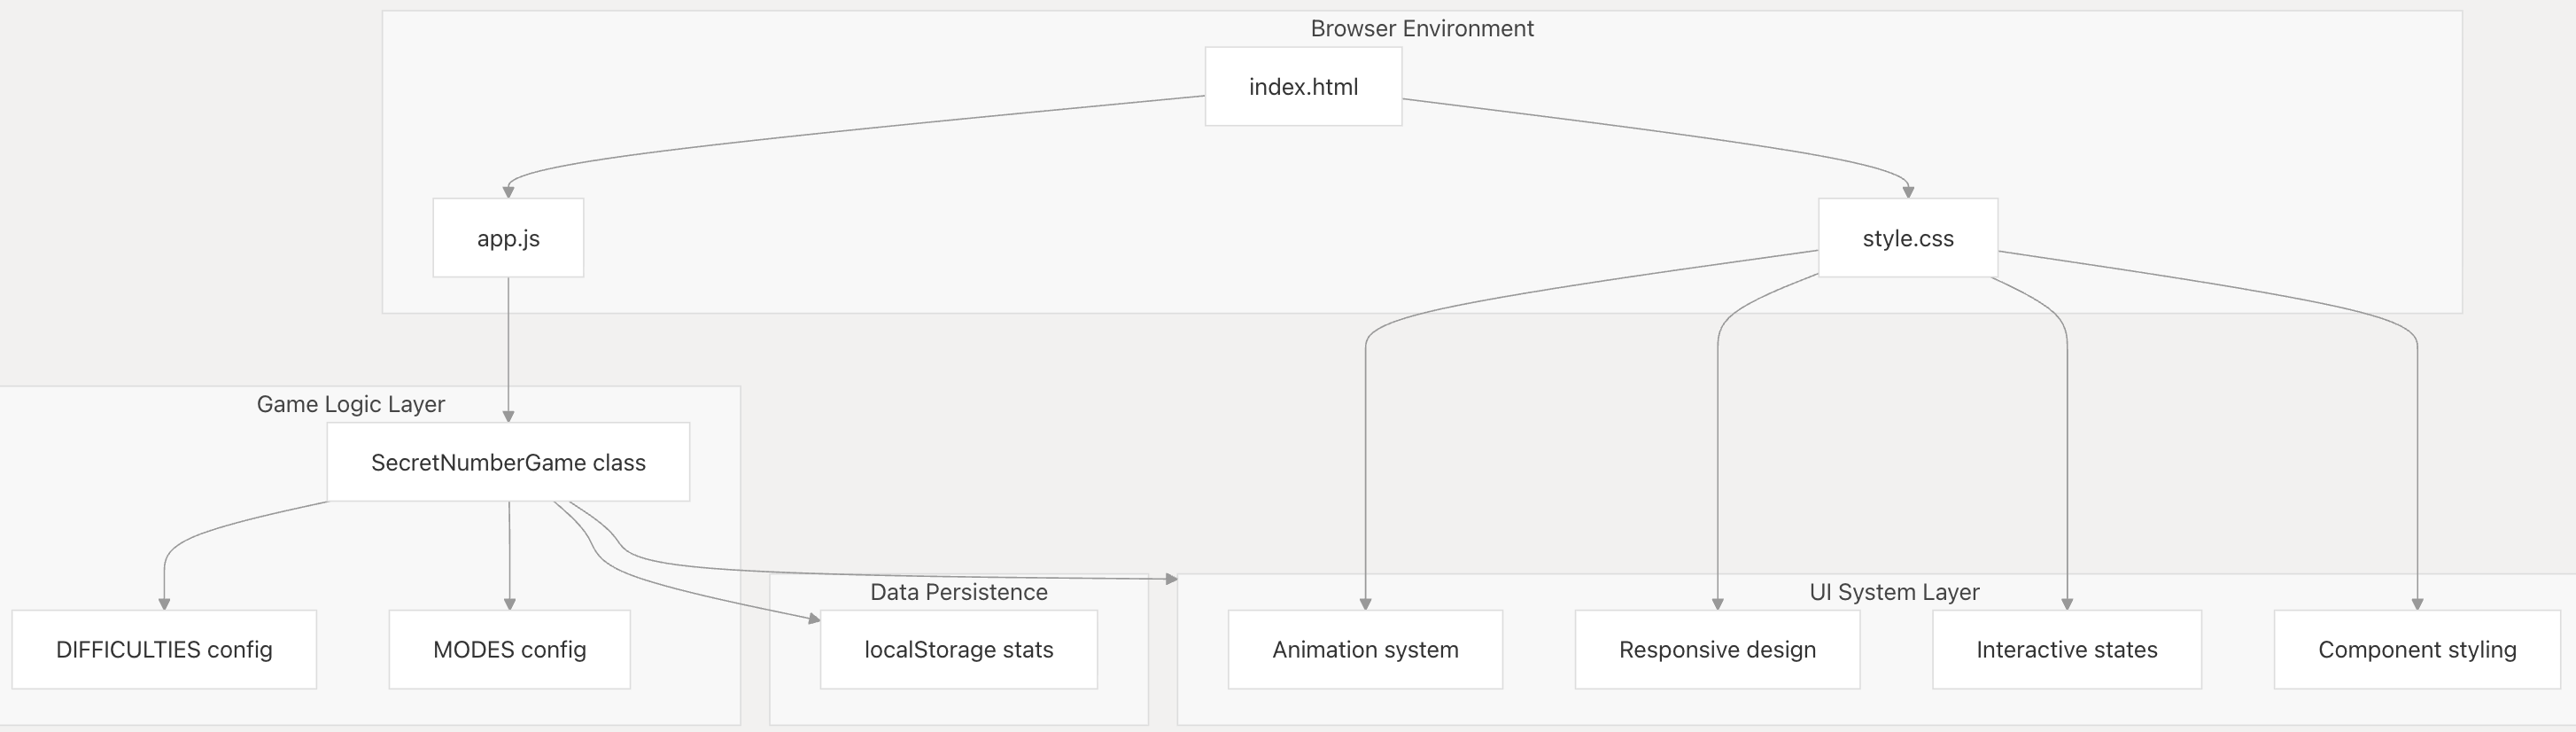 Browser Environment
index.html
app.js
style.css
Game Logic Layer
SecretNumberGame class
Data Persistence
UI System Layer
DIFFICULTIES config
MODES config
localStorage stats
Animation system
Responsive design
Interactive states
Component styling